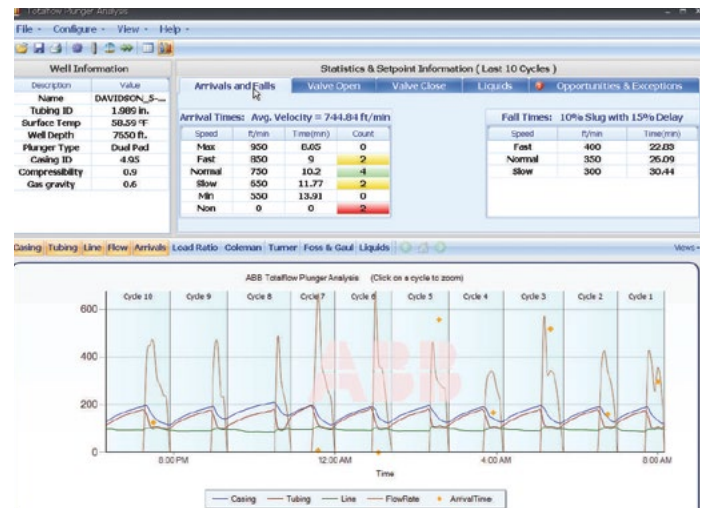 Totalflow Plunger Analysis
File - Configure - View - Help -
Well Information
Description Value
Name DAVIDSON_5-...
Tubing ID 1.989 in.
Surface Temp 58.59 °F
Well Depth 7650 ft.
Plunger Type Dual Pad
Casing ID 4.95
Compressibility 0.9
Gas gravity 0.6
Statistics & Setpoint Information ( Last 10 Cycles )
Arrivals and Falls Valve Open Valve Close Liquids Opportunities & Exceptions
Arrival Times: Avg. Velocity = 744.84 ft/min
Speed ft/min Time(min) Count
Max 950 8.05 0
Fast 850 9 2
Normal 750 10.2 4
Slow 650 11.77 2
Min 550 13.91 0
Non 0 0 2
Fall Times: 10% Slug with 15% Delay
Speed ft/min Time(min)
Fast 400 22.83
Normal 350 26.09
Slow 300 30.44
Casing Tubing Line Flow Arrivals Load Ratio Coleman Turner Foss & Gaul Liquids Views
ABB Totalflow Plunger Analysis (Click on a cycle to zoom)
Cycle 10 Cycle 9 Cycle 8 Cycle 7 Cycle 6 Cycle 5 Cycle 4 Cycle 3 Cycle 2 Cycle 1
600
400
200
0
ABB
8:00 PM 12:00 AM 4:00 AM 8:00 AM
Time
Casing Tubing Line FlowRate ArrivalTime